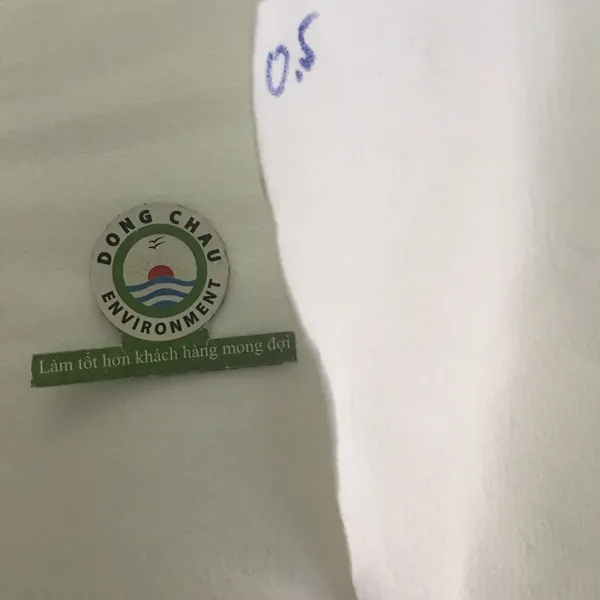 0.5
DONG CHAU
ENVIRONMENT
Làm tốt hơn khách hàng mong đợi